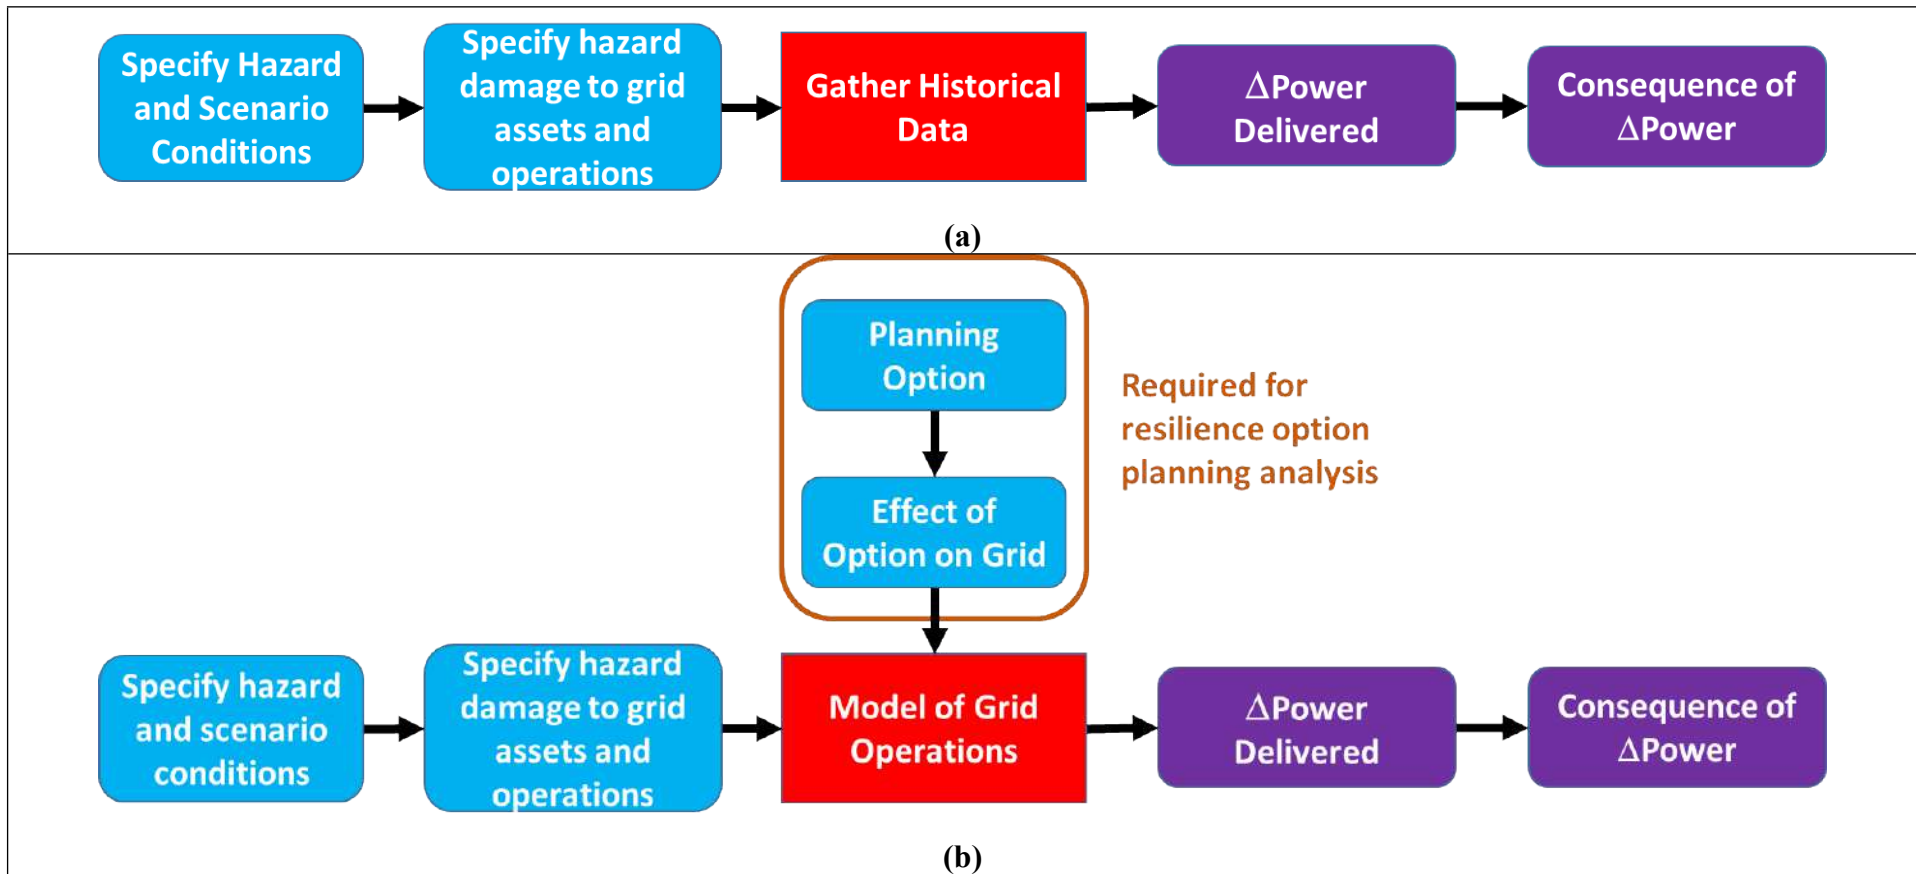 Specify Hazard
and Scenario
Conditions
Specify hazard
damage to grid
assets and
operations
Gather Historical
Data
ΔPower
Delivered
Consequence of
ΔPower
(a)
Planning
Option
Effect of
Option on Grid
Required for
resilience option
planning analysis
Specify hazard
and scenario
conditions
Specify hazard
damage to grid
assets and
operations
Model of Grid
Operations
ΔPower
Delivered
Consequence of
ΔPower
(b)